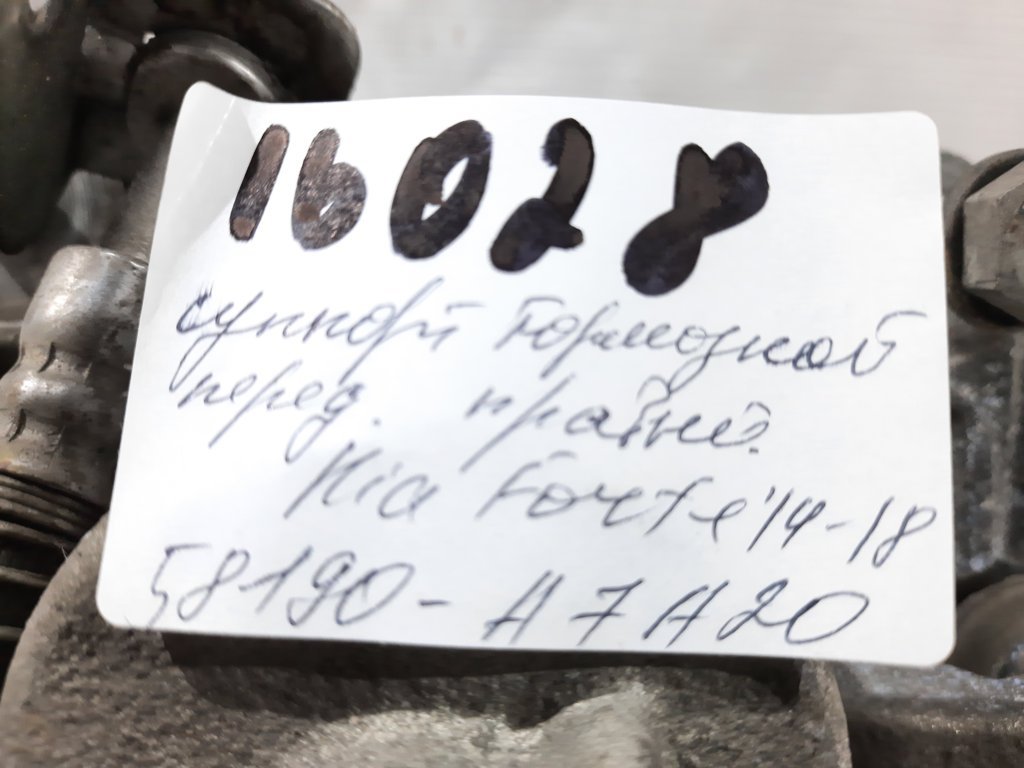 16028
суппорт тормозной
перед. правый.
Kia Forte '14-18
58190-A7A20